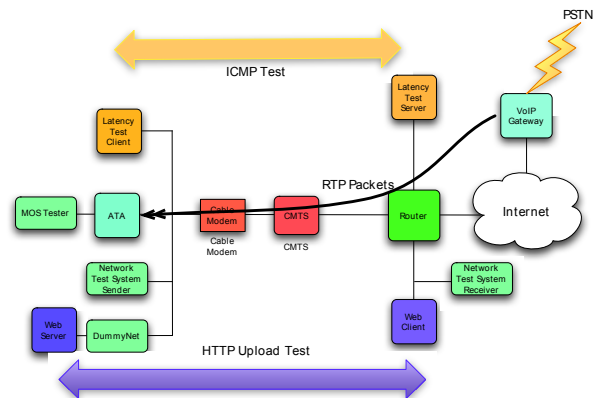 PSTN
ICMP Test
Latency
Test
Server
VoIP
Gateway
Latency
Test
Client
RTP Packets
MOS Tester
ATA
Cable
Modem
CMTS
Router
Internet
Cable
Modem
CMTS
Network
Test System
Sender
Network
Test System
Receiver
Web
Server
DummyNet
Web
Client
HTTP Upload Test